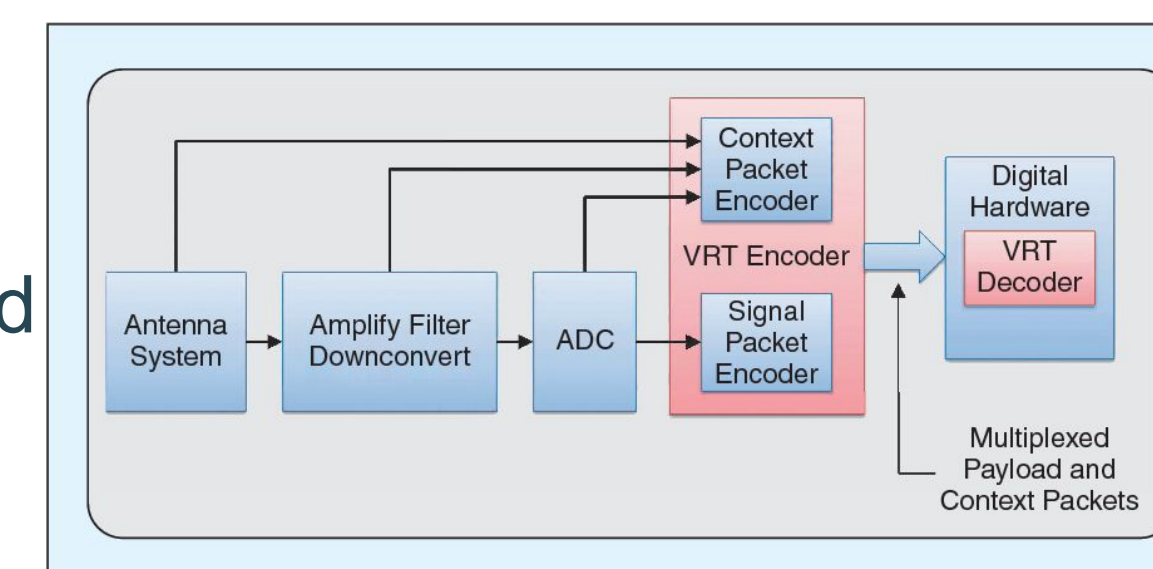 d
Context
Packet
Encoder
VRT Encoder
Digital
Hardware
VRT
Decoder
Antenna
System
Amplify Filter
Downconvert
ADC
Signal
Packet
Encoder
Multiplexed
Payload and
Context Packets